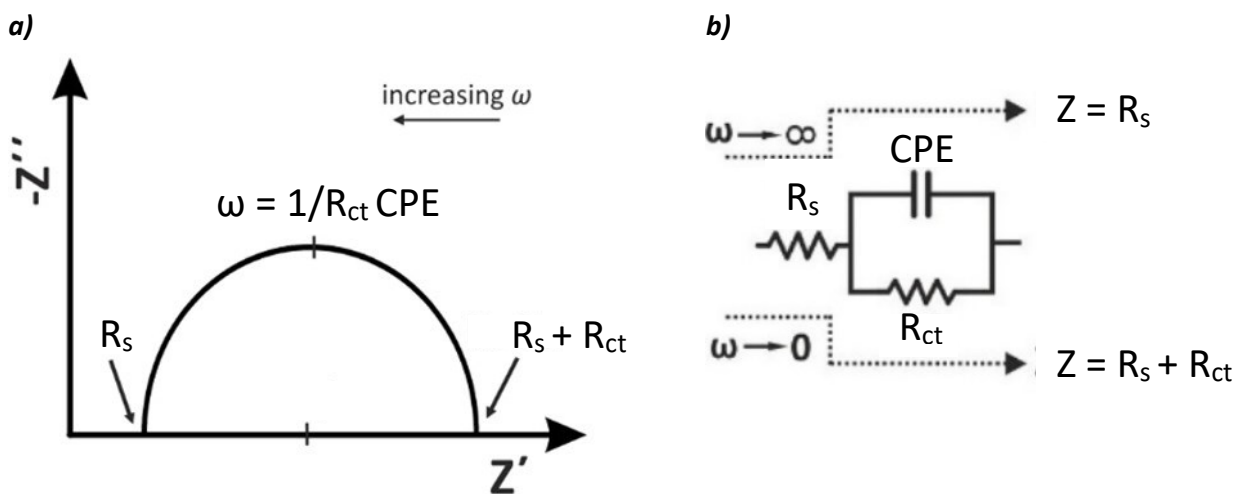 a)
increasing ω
-Z′′
ω = 1/Rct CPE
Rs
Rs + Rct
Z′
b)
ω → ∞
Z = Rs
CPE
Rs
Rct
ω → 0
Z = Rs + Rct